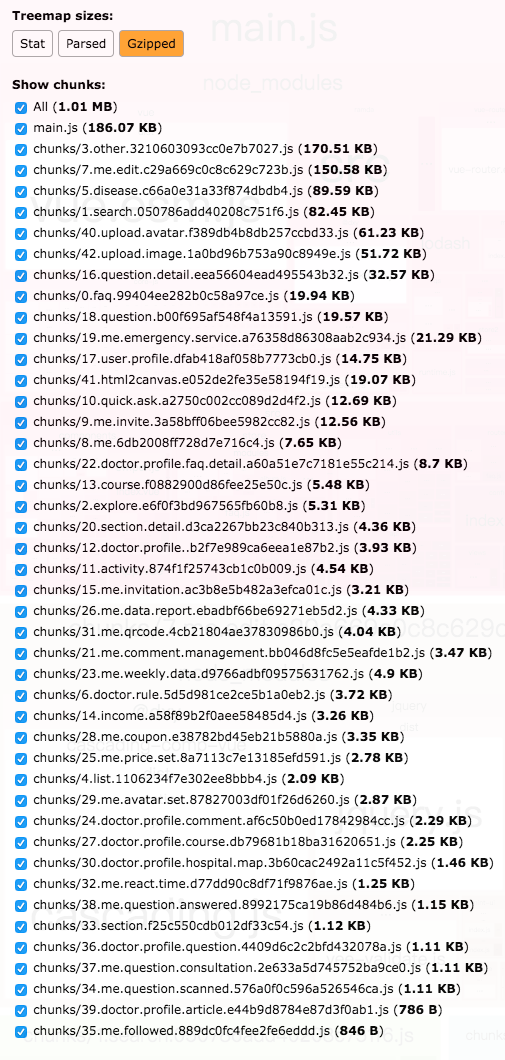 Treemap sizes:
Stat Parsed Gzipped
Show chunks:
All (1.01 MB)
main.js (186.07 KB)
chunks/3.other.3210603093cc0e7b7027.js (170.51 KB)
chunks/7.me.edit.c29a669c0c8c629c723b.js (150.58 KB)
chunks/5.disease.c66a0e31a33f874dbdb4.js (89.59 KB)
chunks/1.search.050786add40208c751f6.js (82.45 KB)
chunks/40.upload.avatar.f389db4b8db257ccbd33.js (61.23 KB)
chunks/42.upload.image.1a0bd96b753a90c8949e.js (51.72 KB)
chunks/16.question.detail.eea56604ead495543b32.js (32.57 KB)
chunks/0.faq.99404ee282b0c58a97ce.js (19.94 KB)
chunks/18.question.b00f695af548f4a13591.js (19.57 KB)
chunks/19.me.emergency.service.a76358d86308aab2c934.js (21.29 KB)
chunks/17.user.profile.dfab418af058b7773cb0.js (14.75 KB)
chunks/41.html2canvas.e052de2fe35e58194f19.js (19.07 KB)
chunks/10.quick.ask.a2750c002cc089d2d4f2.js (12.69 KB)
chunks/9.me.invite.3a58bff06bee5982cc82.js (12.56 KB)
chunks/8.me.6db2008ff728d7e716c4.js (7.65 KB)
chunks/22.doctor.profile.faq.detail.a60a51e7c7181e55c214.js (8.7 KB)
chunks/13.course.f0882900d86fee25e50c.js (5.48 KB)
chunks/2.explore.e6f0f3bd967565fb60b8.js (5.31 KB)
chunks/20.section.detail.d3ca2267bb23c840b313.js (4.36 KB)
chunks/12.doctor.profile..b2f7e989ca6eea1e87b2.js (3.93 KB)
chunks/11.activity.874f1f25743cb1c0b009.js (4.54 KB)
chunks/15.me.invitation.ac3b8e5b482a3efca01c.js (3.21 KB)
chunks/26.me.data.report.ebadbf66be69271eb5d2.js (4.33 KB)
chunks/31.me.qrcode.4cb21804ae37830986b0.js (4.04 KB)
chunks/21.me.comment.management.bb046d8fc5e5eafde1b2.js (3.47 KB)
chunks/23.me.weekly.data.d9766adbf09575631762.js (4.9 KB)
chunks/6.doctor.rule.5d5d981ce2ce5b1a0eb2.js (3.72 KB)
chunks/14.income.a58f89b2f0aee58485d4.js (3.26 KB)
chunks/28.me.coupon.e38782bd45eb21b5880a.js (3.35 KB)
chunks/25.me.price.set.8a7113c7e13185efd591.js (2.78 KB)
chunks/4.list.1106234f7e302ee8bbb4.js (2.09 KB)
chunks/29.me.avatar.set.87827003df01f26d6260.js (2.87 KB)
chunks/24.doctor.profile.comment.af6c50b0ed17842984cc.js (2.29 KB)
chunks/27.doctor.profile.course.db79681b18ba31620651.js (2.25 KB)
chunks/30.doctor.profile.hospital.map.3b60cac2492a11c5f452.js (1.46 KB)
chunks/32.me.react.time.d77dd90c8df71f9876ae.js (1.25 KB)
chunks/38.me.question.answered.8992175ca19b86d484b6.js (1.15 KB)
chunks/33.section.f25c550cdb012df33c54.js (1.12 KB)
chunks/36.doctor.profile.question.4409d6c2c2bfd432078a.js (1.11 KB)
chunks/37.me.question.consultation.2e633a5d745752ba9ce0.js (1.11 KB)
chunks/34.me.question.scanned.576a0f0c596a526546ca.js (1.11 KB)
chunks/39.doctor.profile.article.e44b9d8784e87d3f0ab1.js (786 B)
chunks/35.me.followed.889dc0fc4fee2fe6eddd.js (846 B)
main.js
node_modules